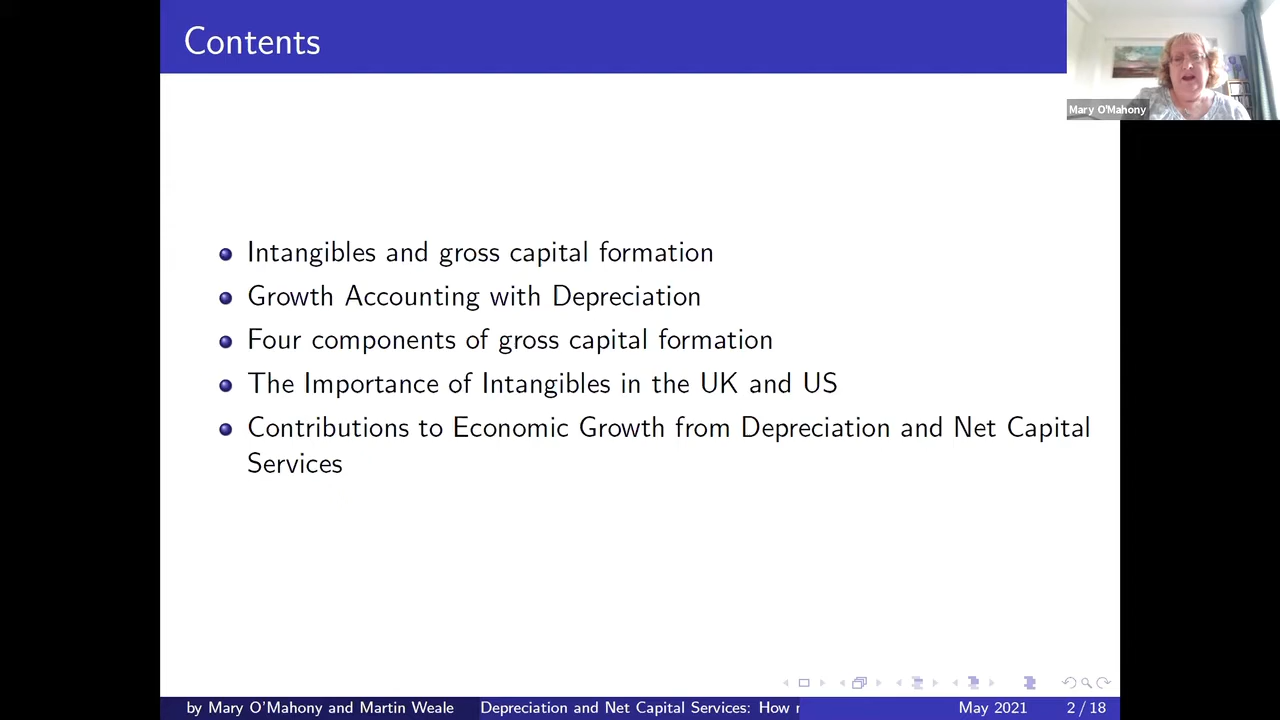 Contents
Mary O'Mahony
Intangibles and gross capital formation
Growth Accounting with Depreciation
Four components of gross capital formation
The Importance of Intangibles in the UK and US
Contributions to Economic Growth from Depreciation and Net Capital
Services
by Mary O'Mahony and Martin Weale Depreciation and Net Capital Services: How May 2021 2 / 18